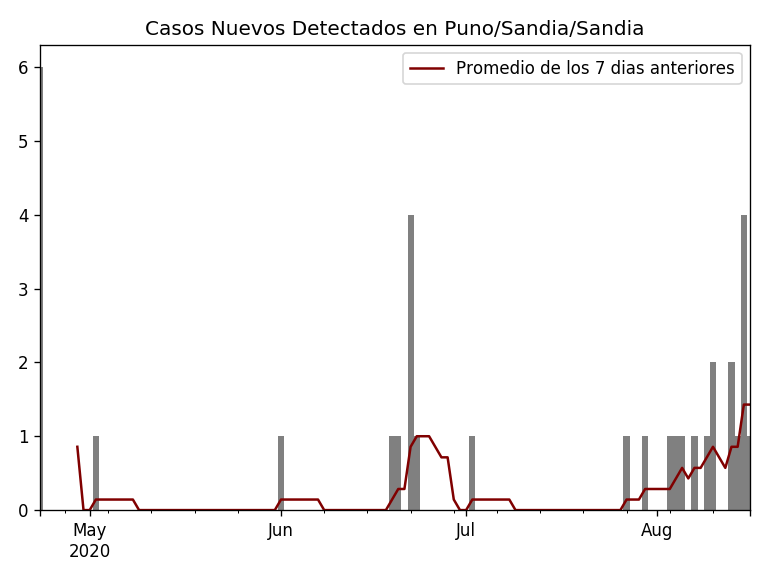 Casos Nuevos Detectados en Puno/Sandia/Sandia
Promedio de los 7 dias anteriores
6
5
4
3
2
1
0
May Jun Jul Aug
2020